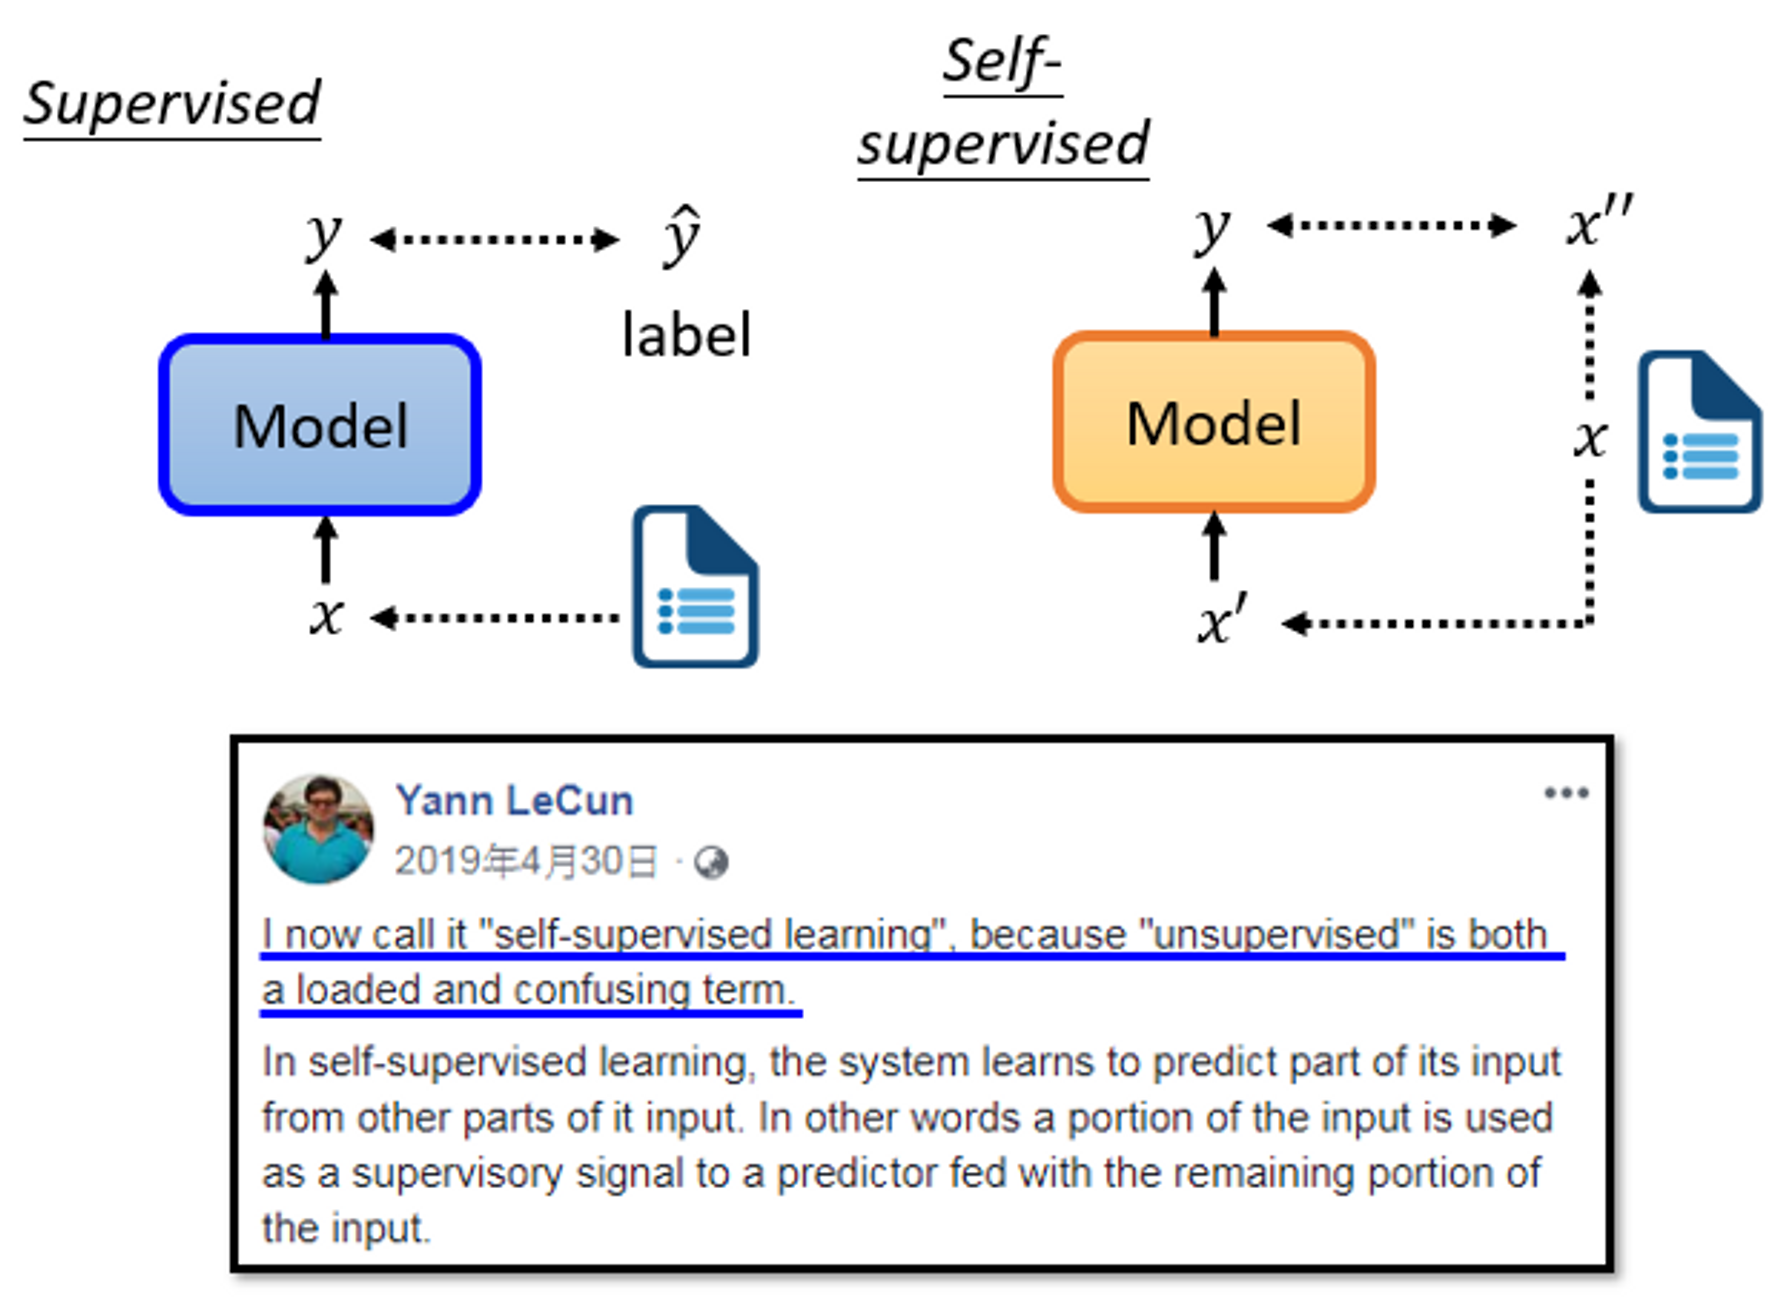 Supervised
Self-
supervised
y
ŷ
label
Model
x
y
x′′
Model
x
x′
Yann LeCun
2019年4月30日 ·
I now call it "self-supervised learning", because "unsupervised" is both
a loaded and confusing term.
In self-supervised learning, the system learns to predict part of its input
from other parts of it input. In other words a portion of the input is used
as a supervisory signal to a predictor fed with the remaining portion of
the input.